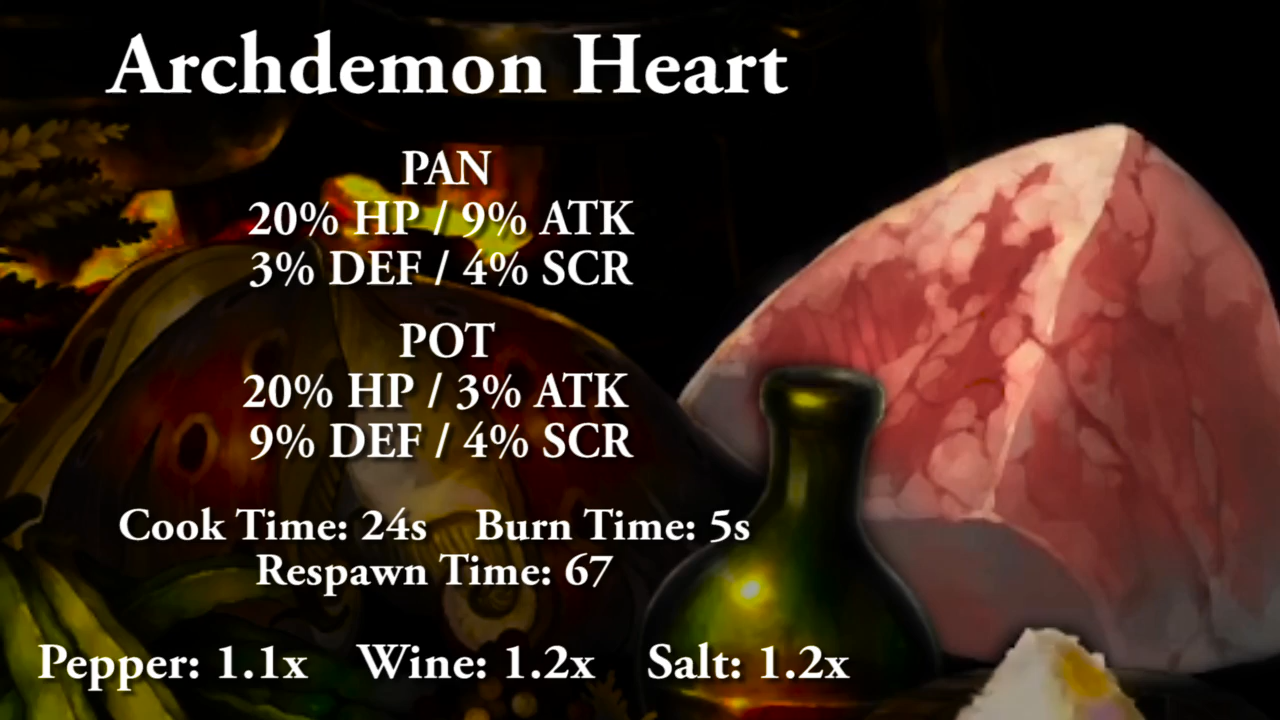 Archdemon Heart
PAN
20% HP / 9% ATK
3% DEF / 4% SCR
POT
20% HP / 3% ATK
9% DEF / 4% SCR
Cook Time: 24s Burn Time: 5s
Respawn Time: 67
Pepper: 1.1x Wine: 1.2x Salt: 1.2x